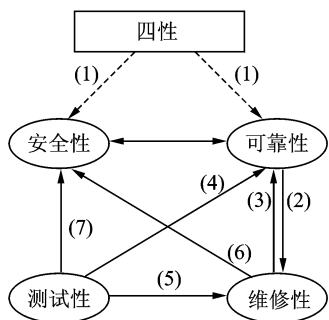 四性
(1) (1)
安全性 可靠性
(4) (3) (2)
(7) (6)
(5)
测试性 维修性